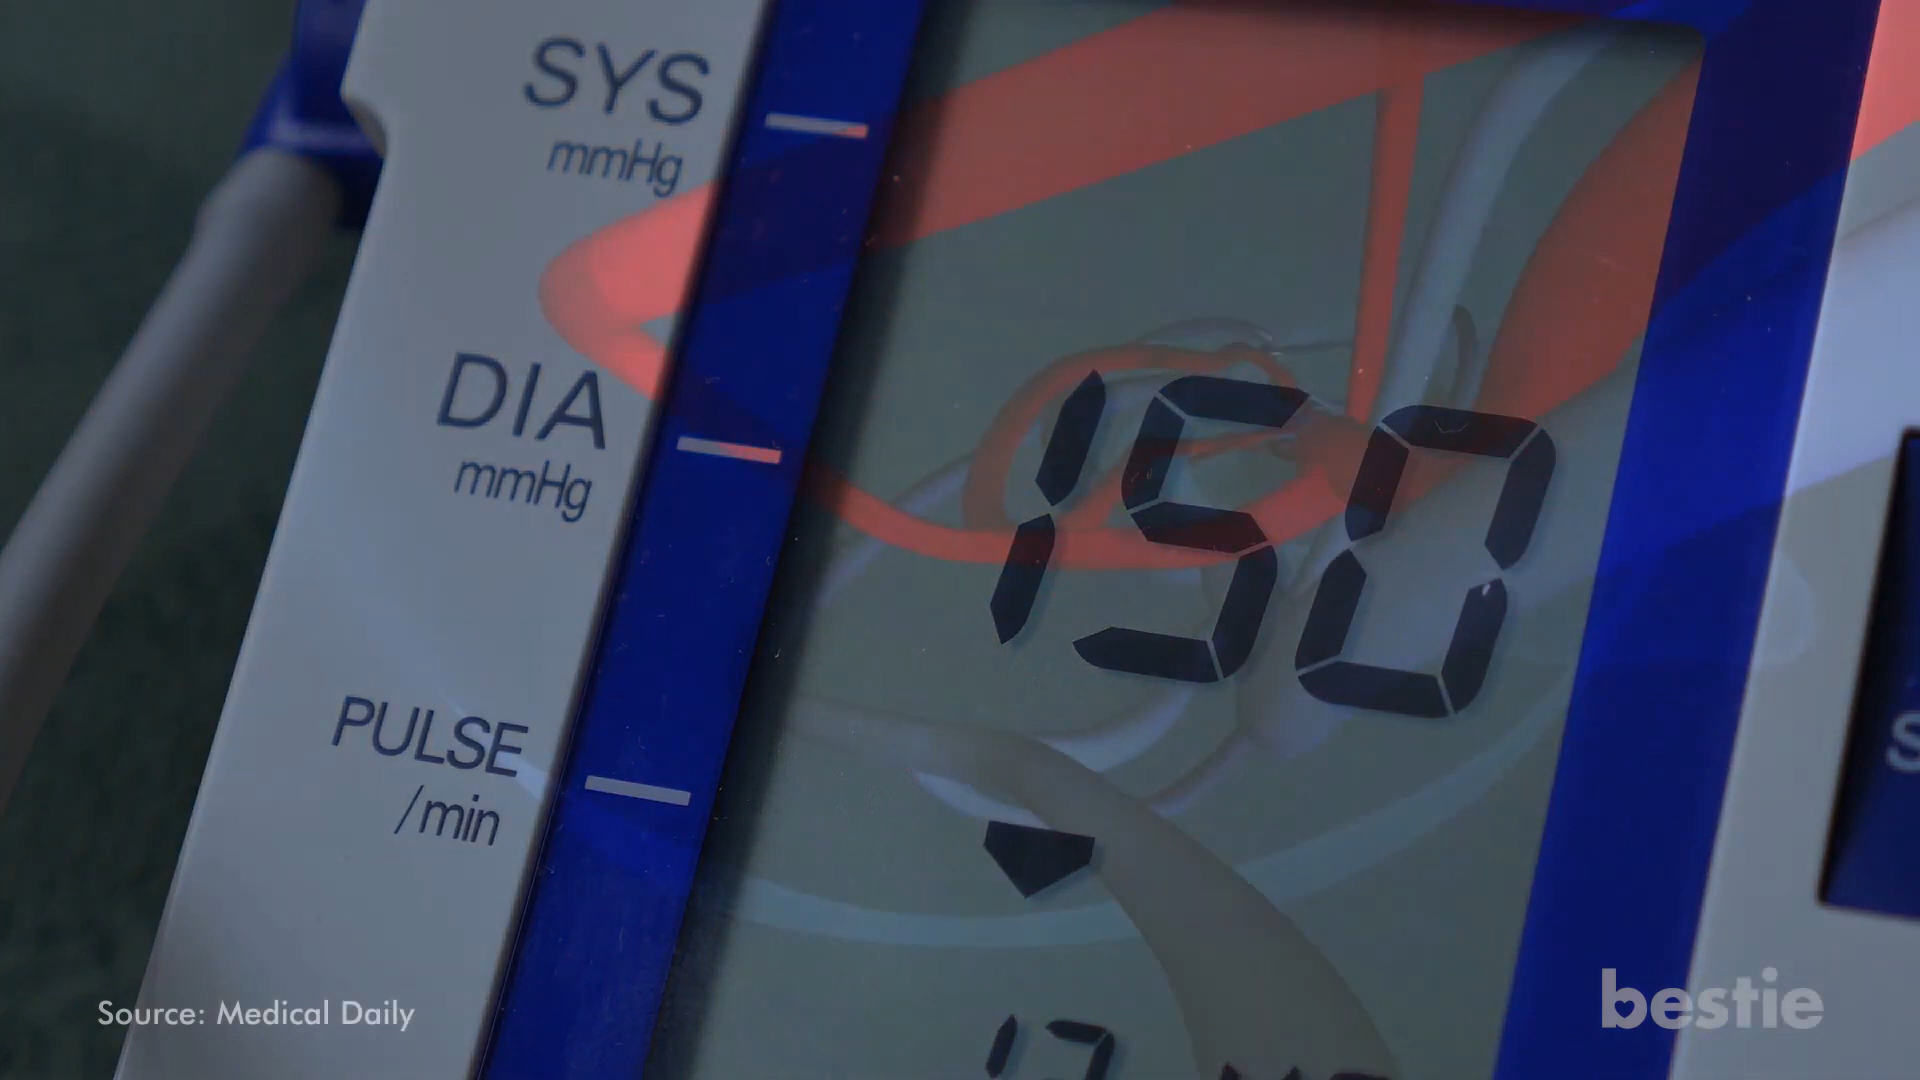 SYS
mmHg
DIA
mmHg
150
PULSE
/min
Source: Medical Daily
bestie